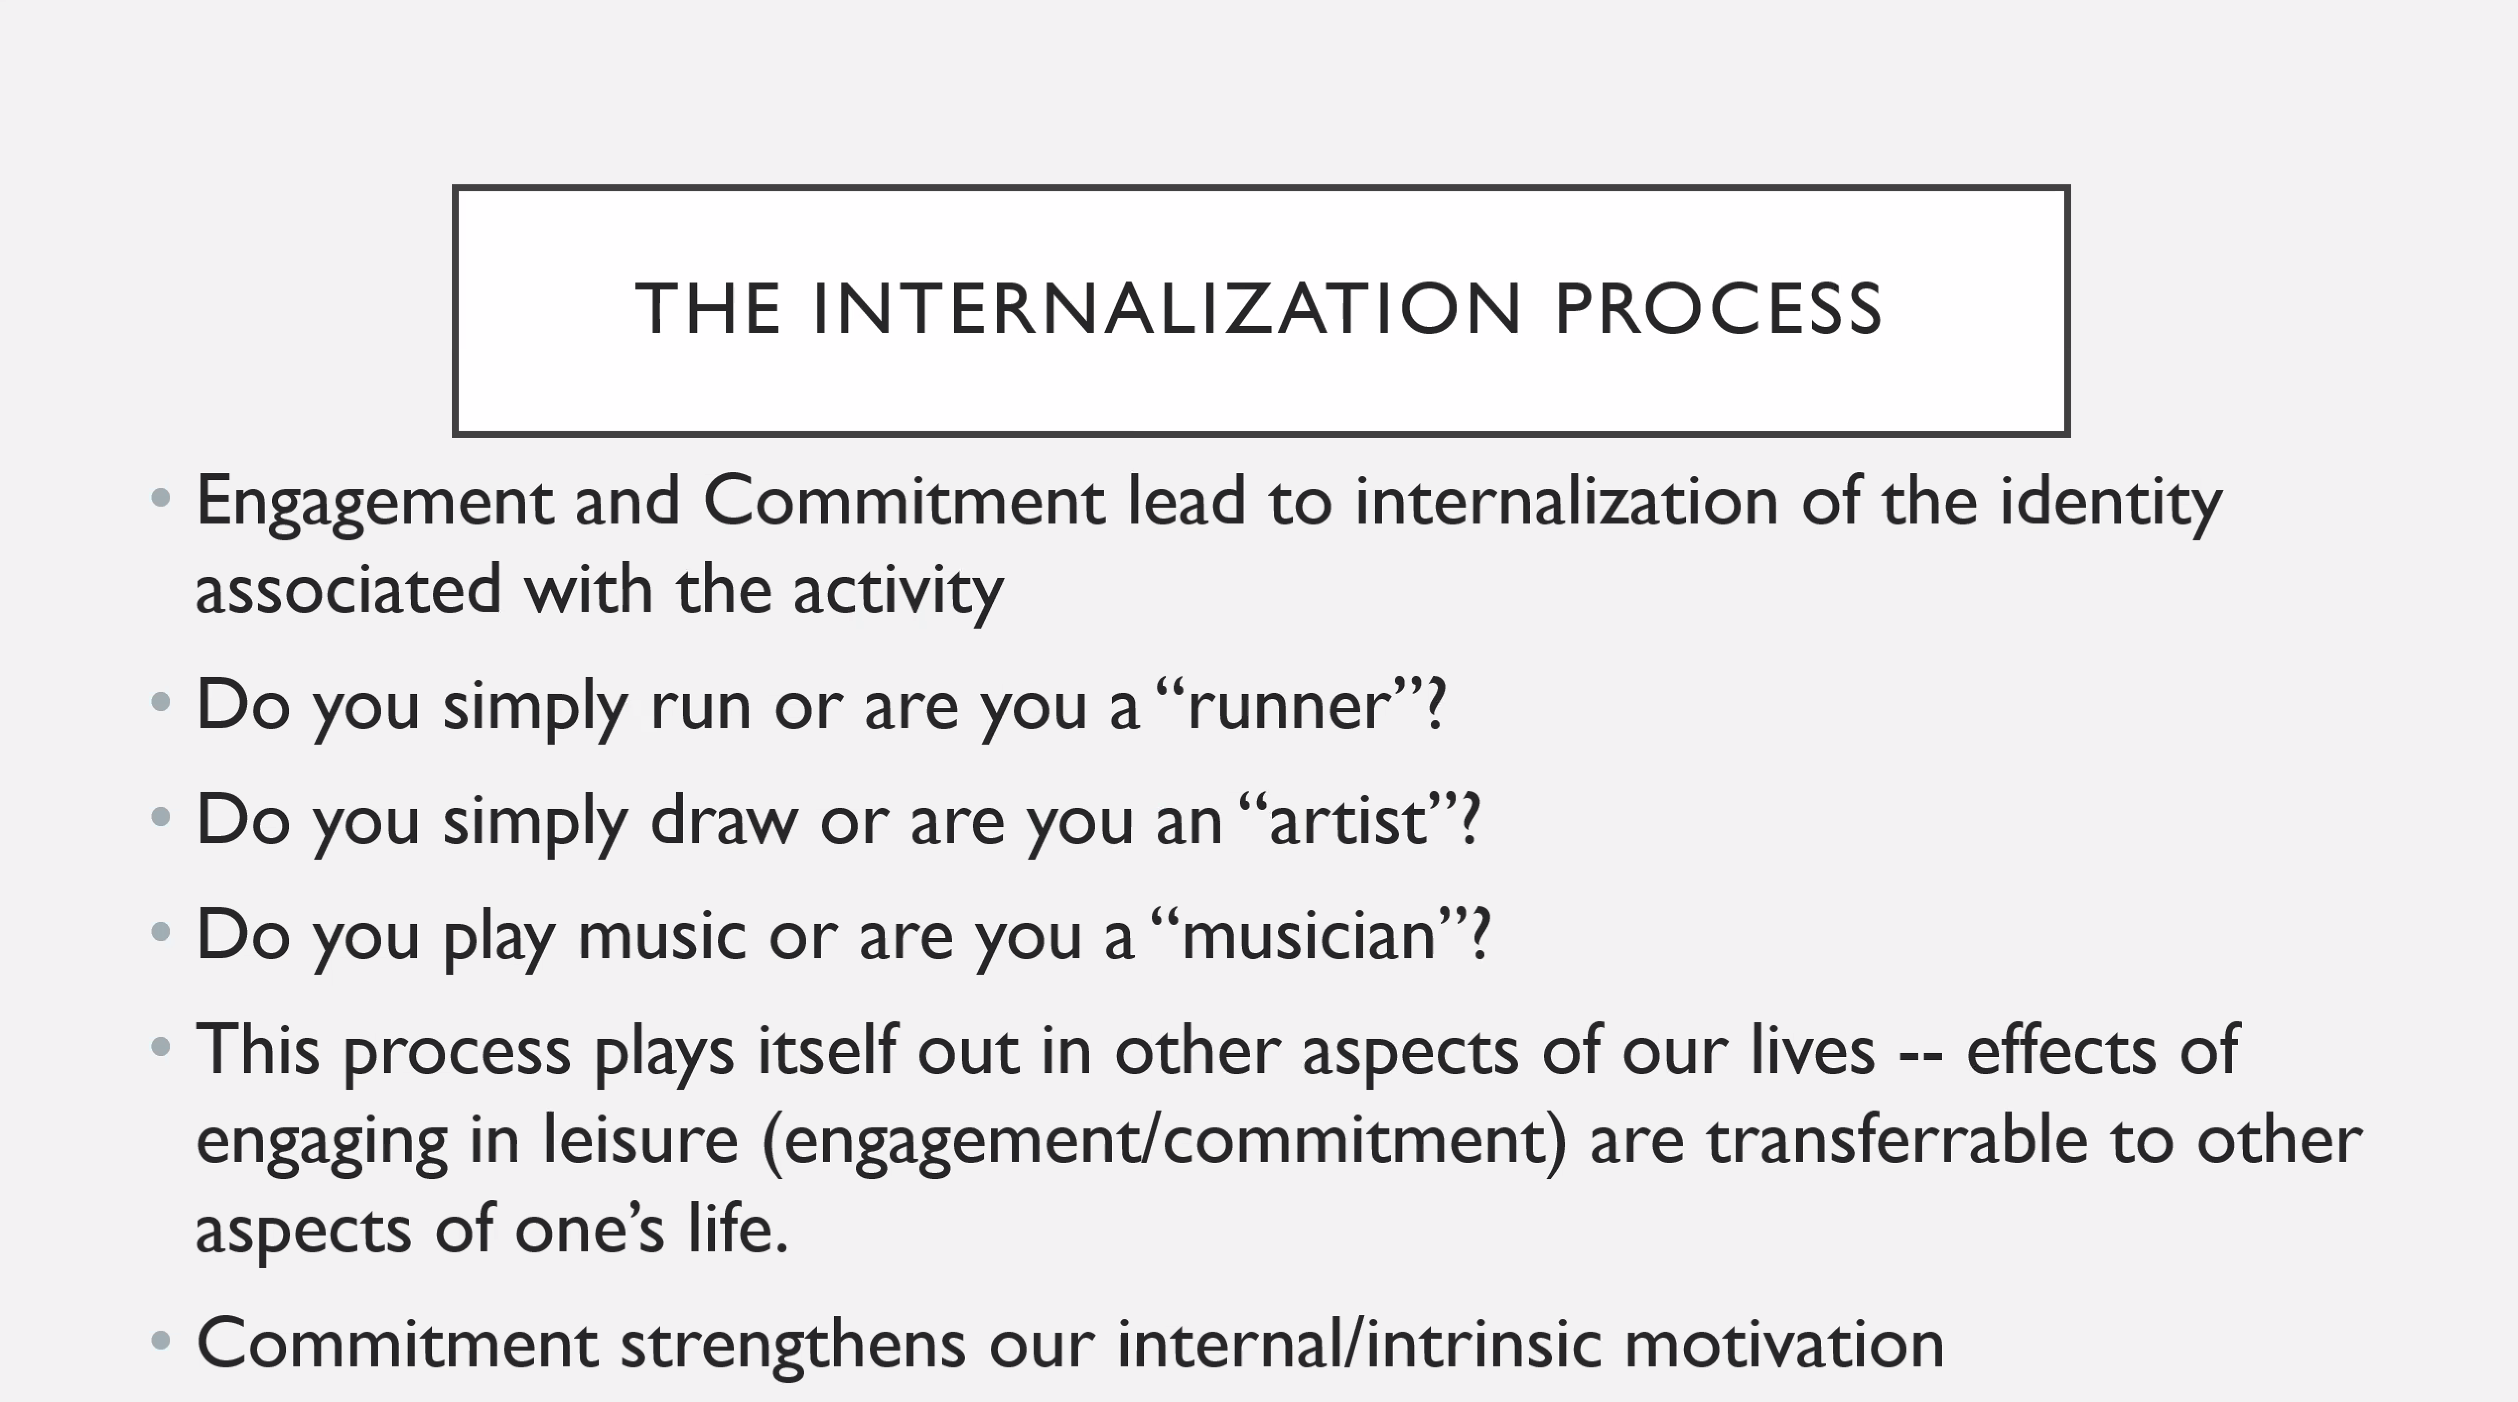 THE INTERNALIZATION PROCESS
• Engagement and Commitment lead to internalization of the identity
associated with the activity
• Do you simply run or are you a “runner”?
• Do you simply draw or are you an “artist”?
• Do you play music or are you a “musician”?
• This process plays itself out in other aspects of our lives -- effects of
engaging in leisure (engagement/commitment) are transferrable to other
aspects of one’s life.
• Commitment strengthens our internal/intrinsic motivation